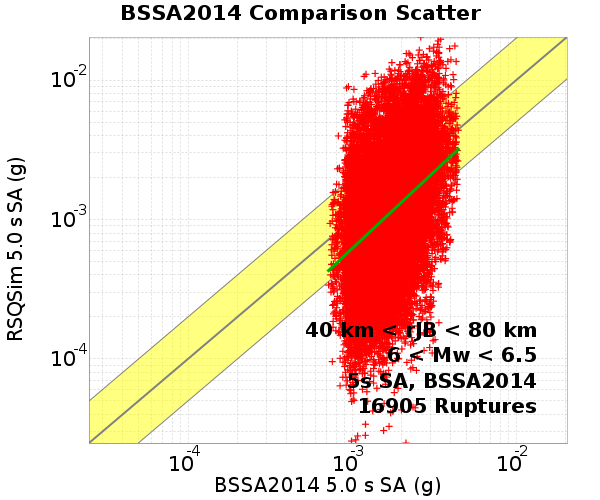 BSSA2014 Comparison Scatter
RSQSim 5.0 s SA (g)
10-2
10-3
10-4
40 km < rJB < 80 km
6 < Mw < 6.5
5s SA, BSSA2014
16905 Ruptures
10-4
10-3
10-2
BSSA2014 5.0 s SA (g)